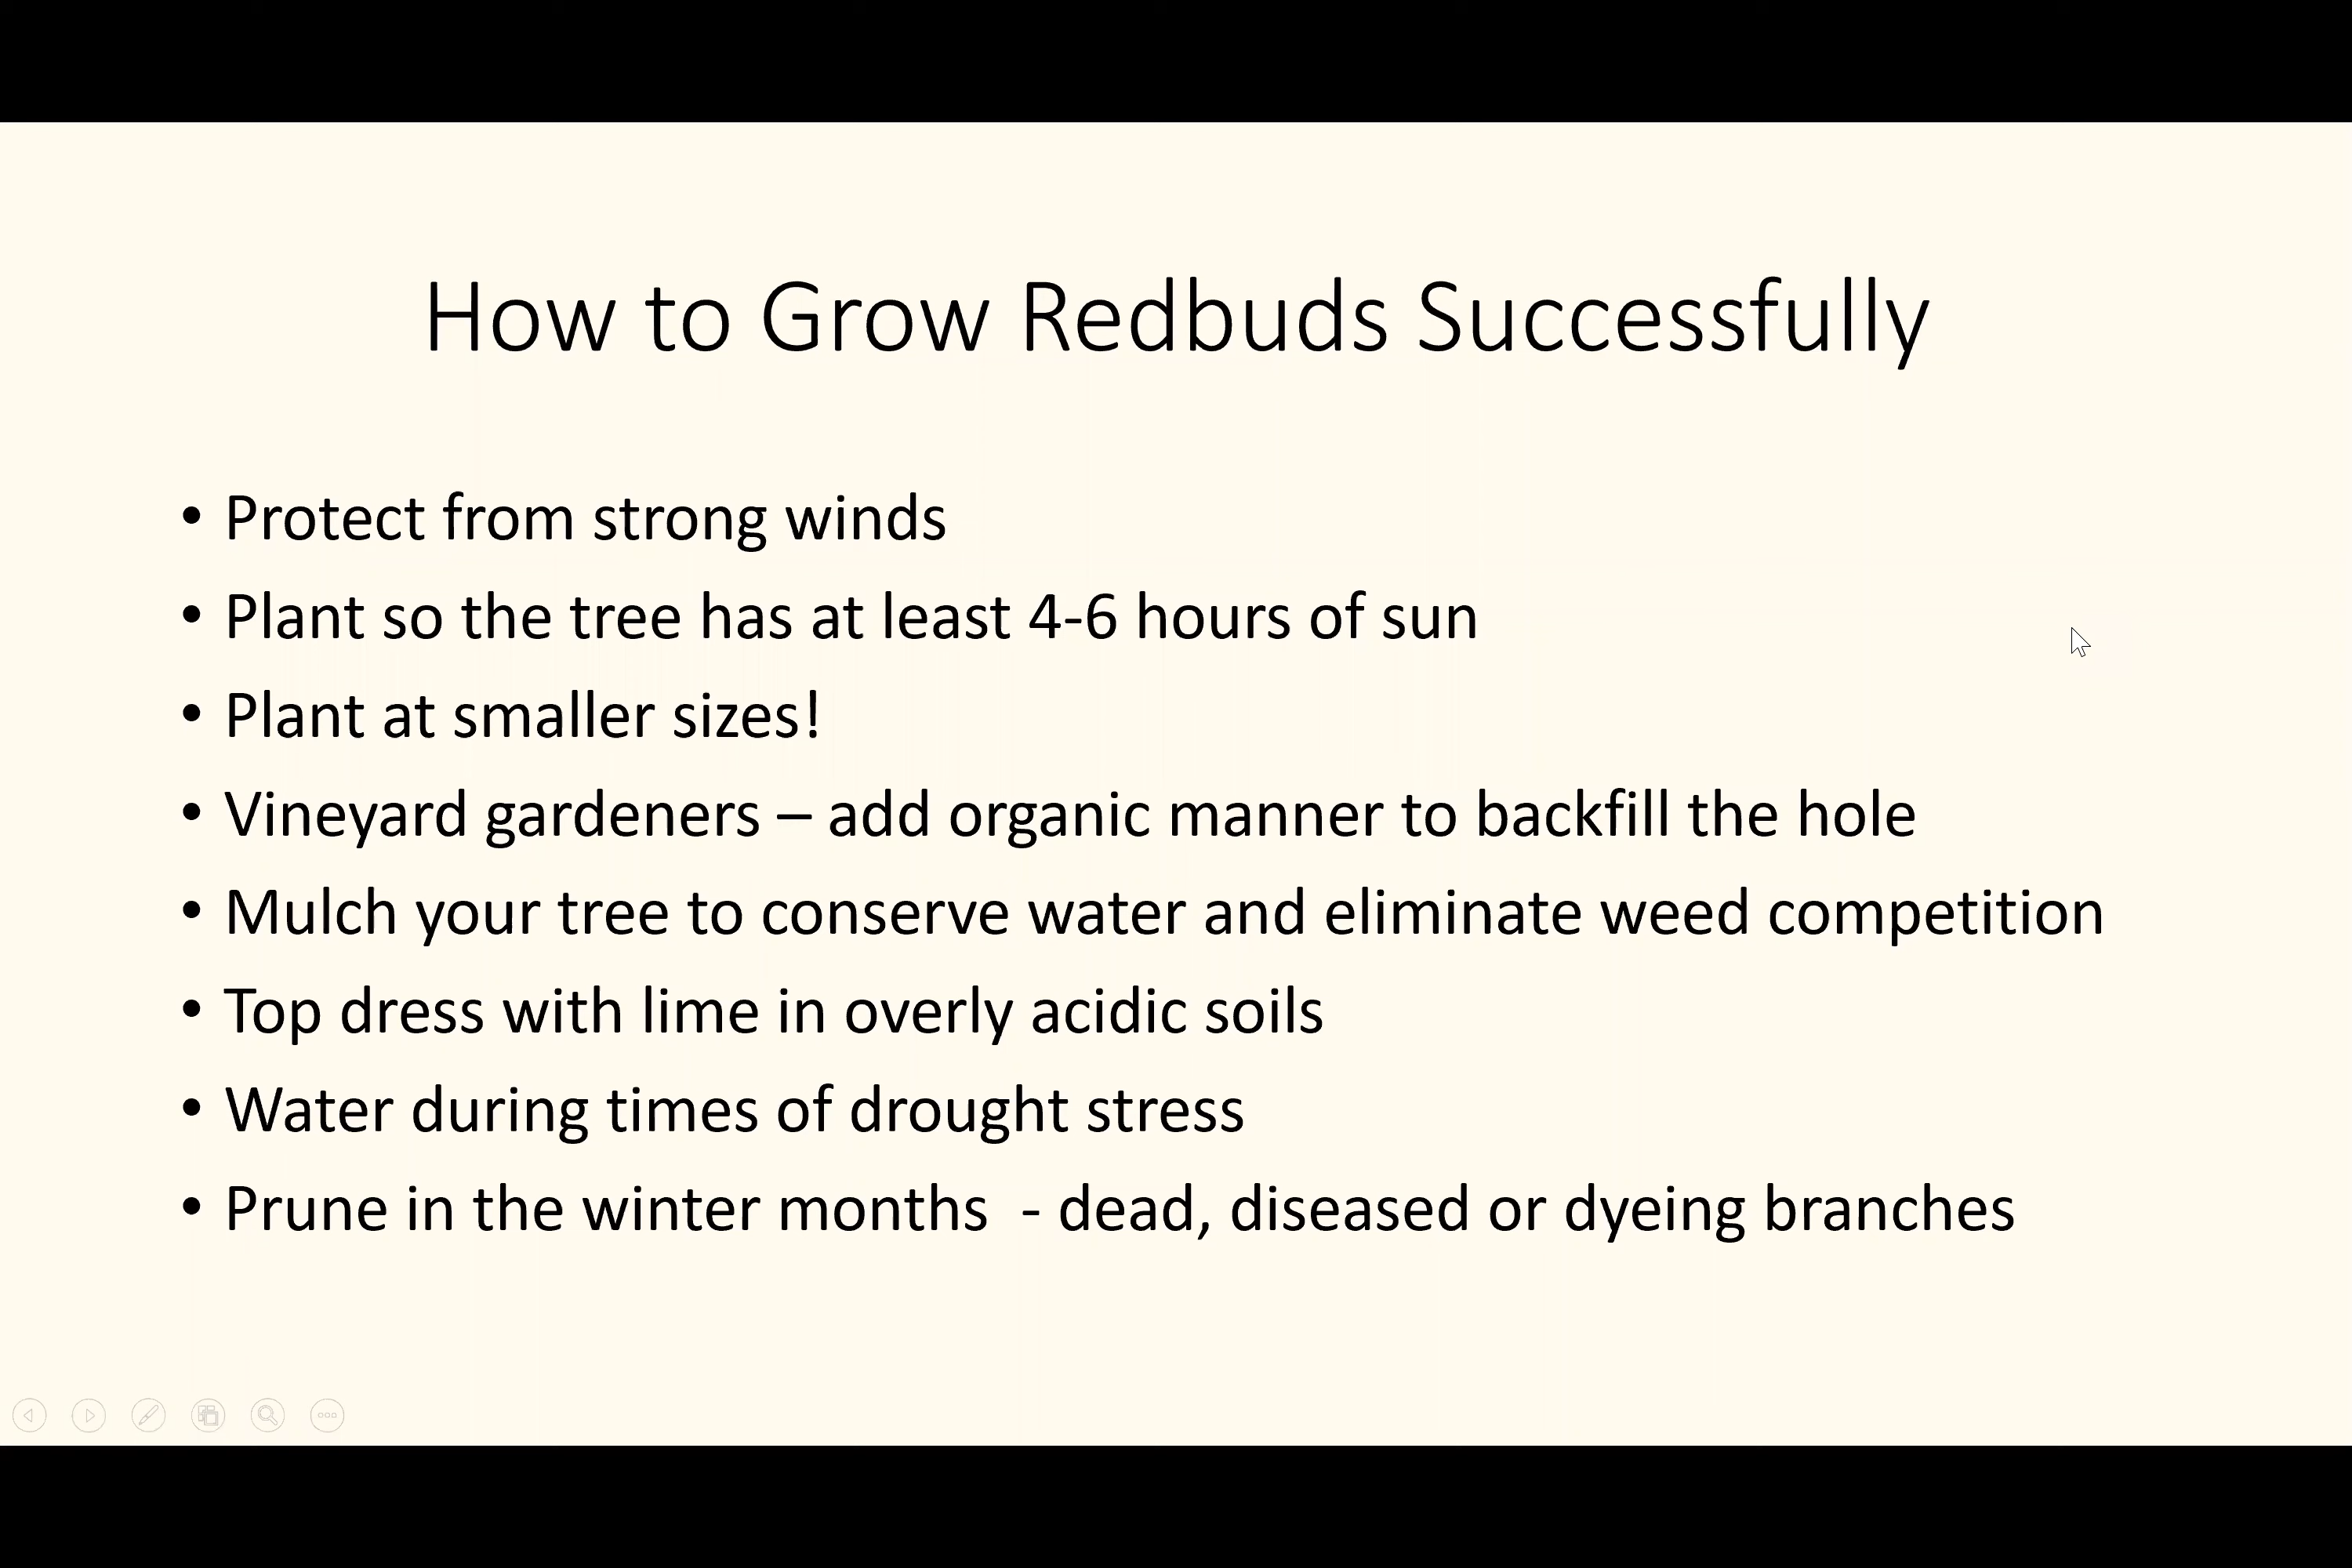 How to Grow Redbuds Successfully
• Protect from strong winds
• Plant so the tree has at least 4-6 hours of sun
• Plant at smaller sizes!
• Vineyard gardeners – add organic manner to backfill the hole
• Mulch your tree to conserve water and eliminate weed competition
• Top dress with lime in overly acidic soils
• Water during times of drought stress
• Prune in the winter months  - dead, diseased or dyeing branches